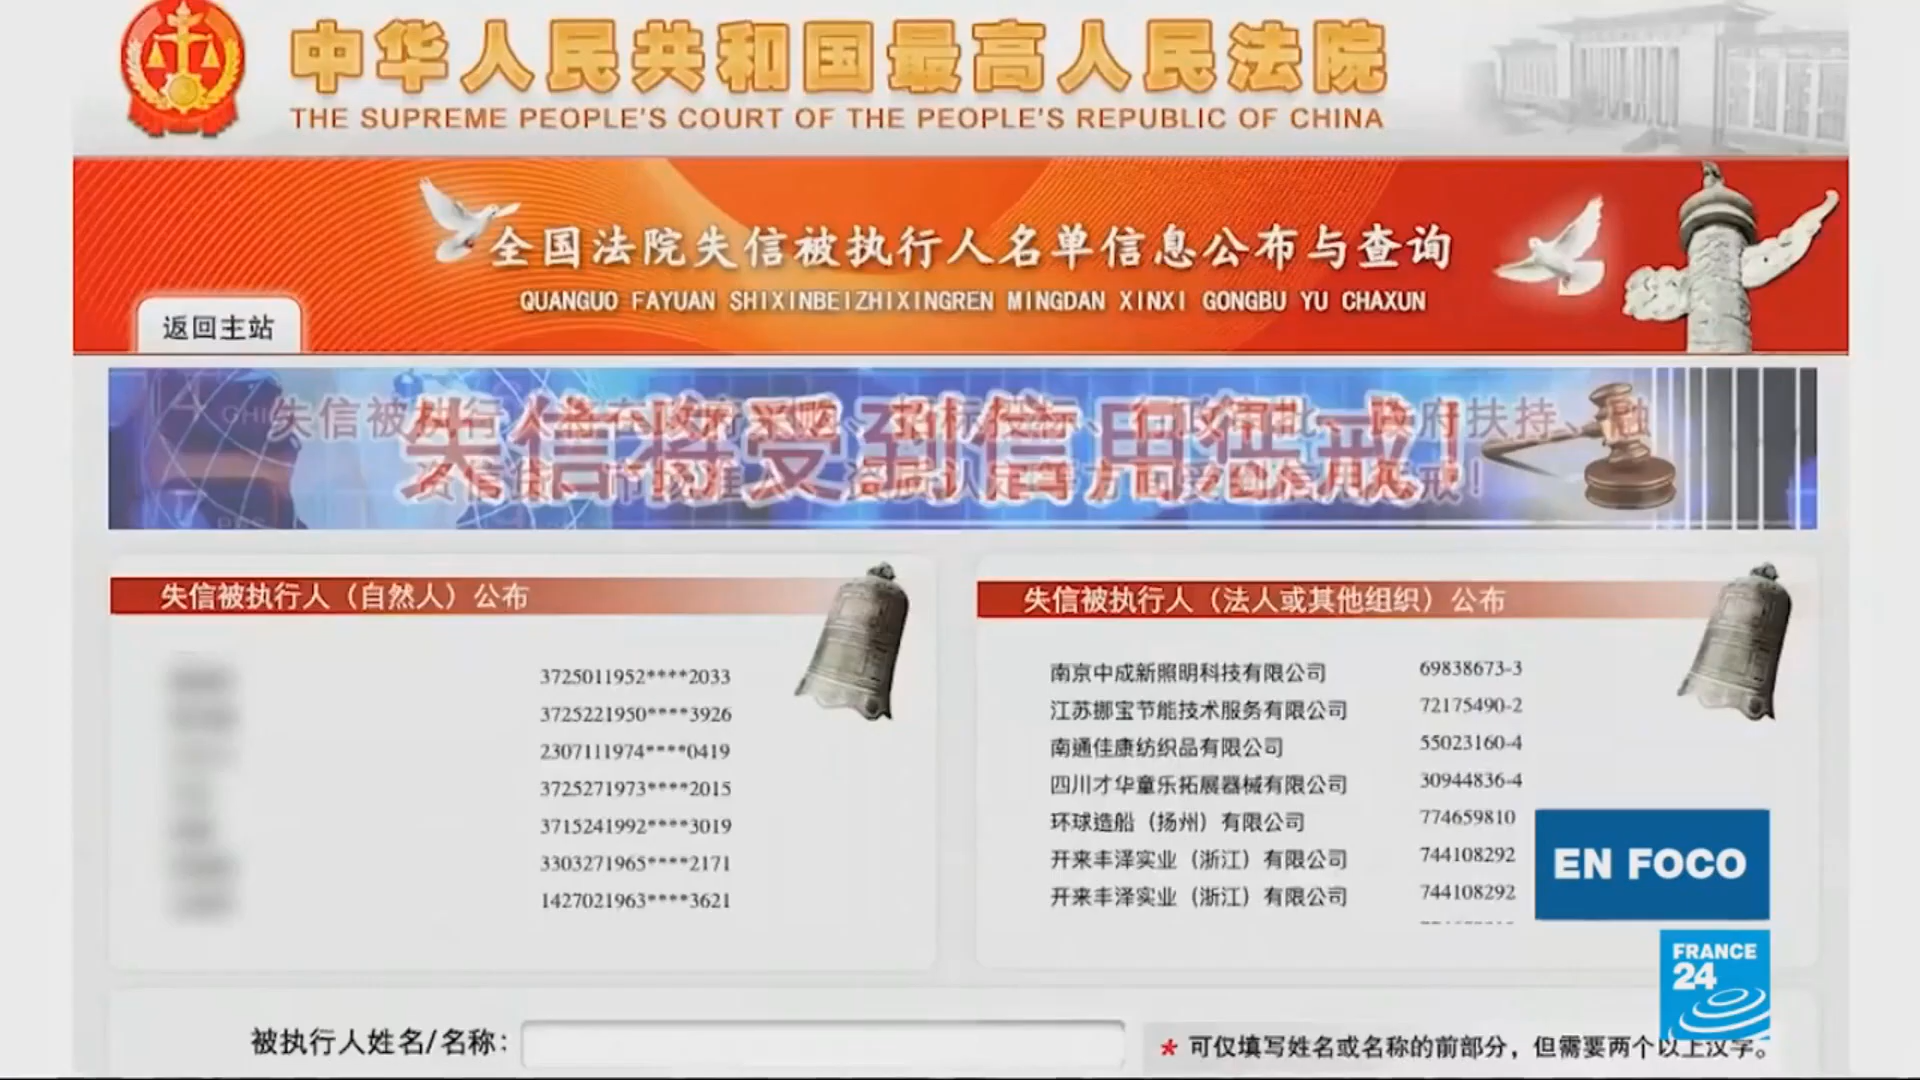 中华人民共和国最高人民法院
THE SUPREME PEOPLE'S COURT OF THE PEOPLE'S REPUBLIC OF CHINA
全国法院失信被执行人名单信息公布与查询
QUANGUO FAYUAN SHIXINBEIZHIXINGREN MINGDAN XINXI GONGBU YU CHAXUN
返回主站
失信将受到信用惩戒!
失信被执行人（自然人）公布
3725011952****2033
3725221950****3926
2307111974****0419
3725271973****2015
3715241992****3019
3303271965****2171
1427021963****3621
失信被执行人（法人或其他组织）公布
南京中成新照明科技有限公司 69838673-3
江苏挪宝节能技术服务有限公司 72175490-2
南通佳康纺织品有限公司 55023160-4
四川才华童乐拓展器械有限公司 30944836-4
环球造船（扬州）有限公司 774659810
开来丰泽实业（浙江）有限公司 744108292
开来丰泽实业（浙江）有限公司 744108292
EN FOCO
FRANCE
24
被执行人姓名/名称:
* 可仅填写姓名或名称的前部分，但需要两个以上汉字。